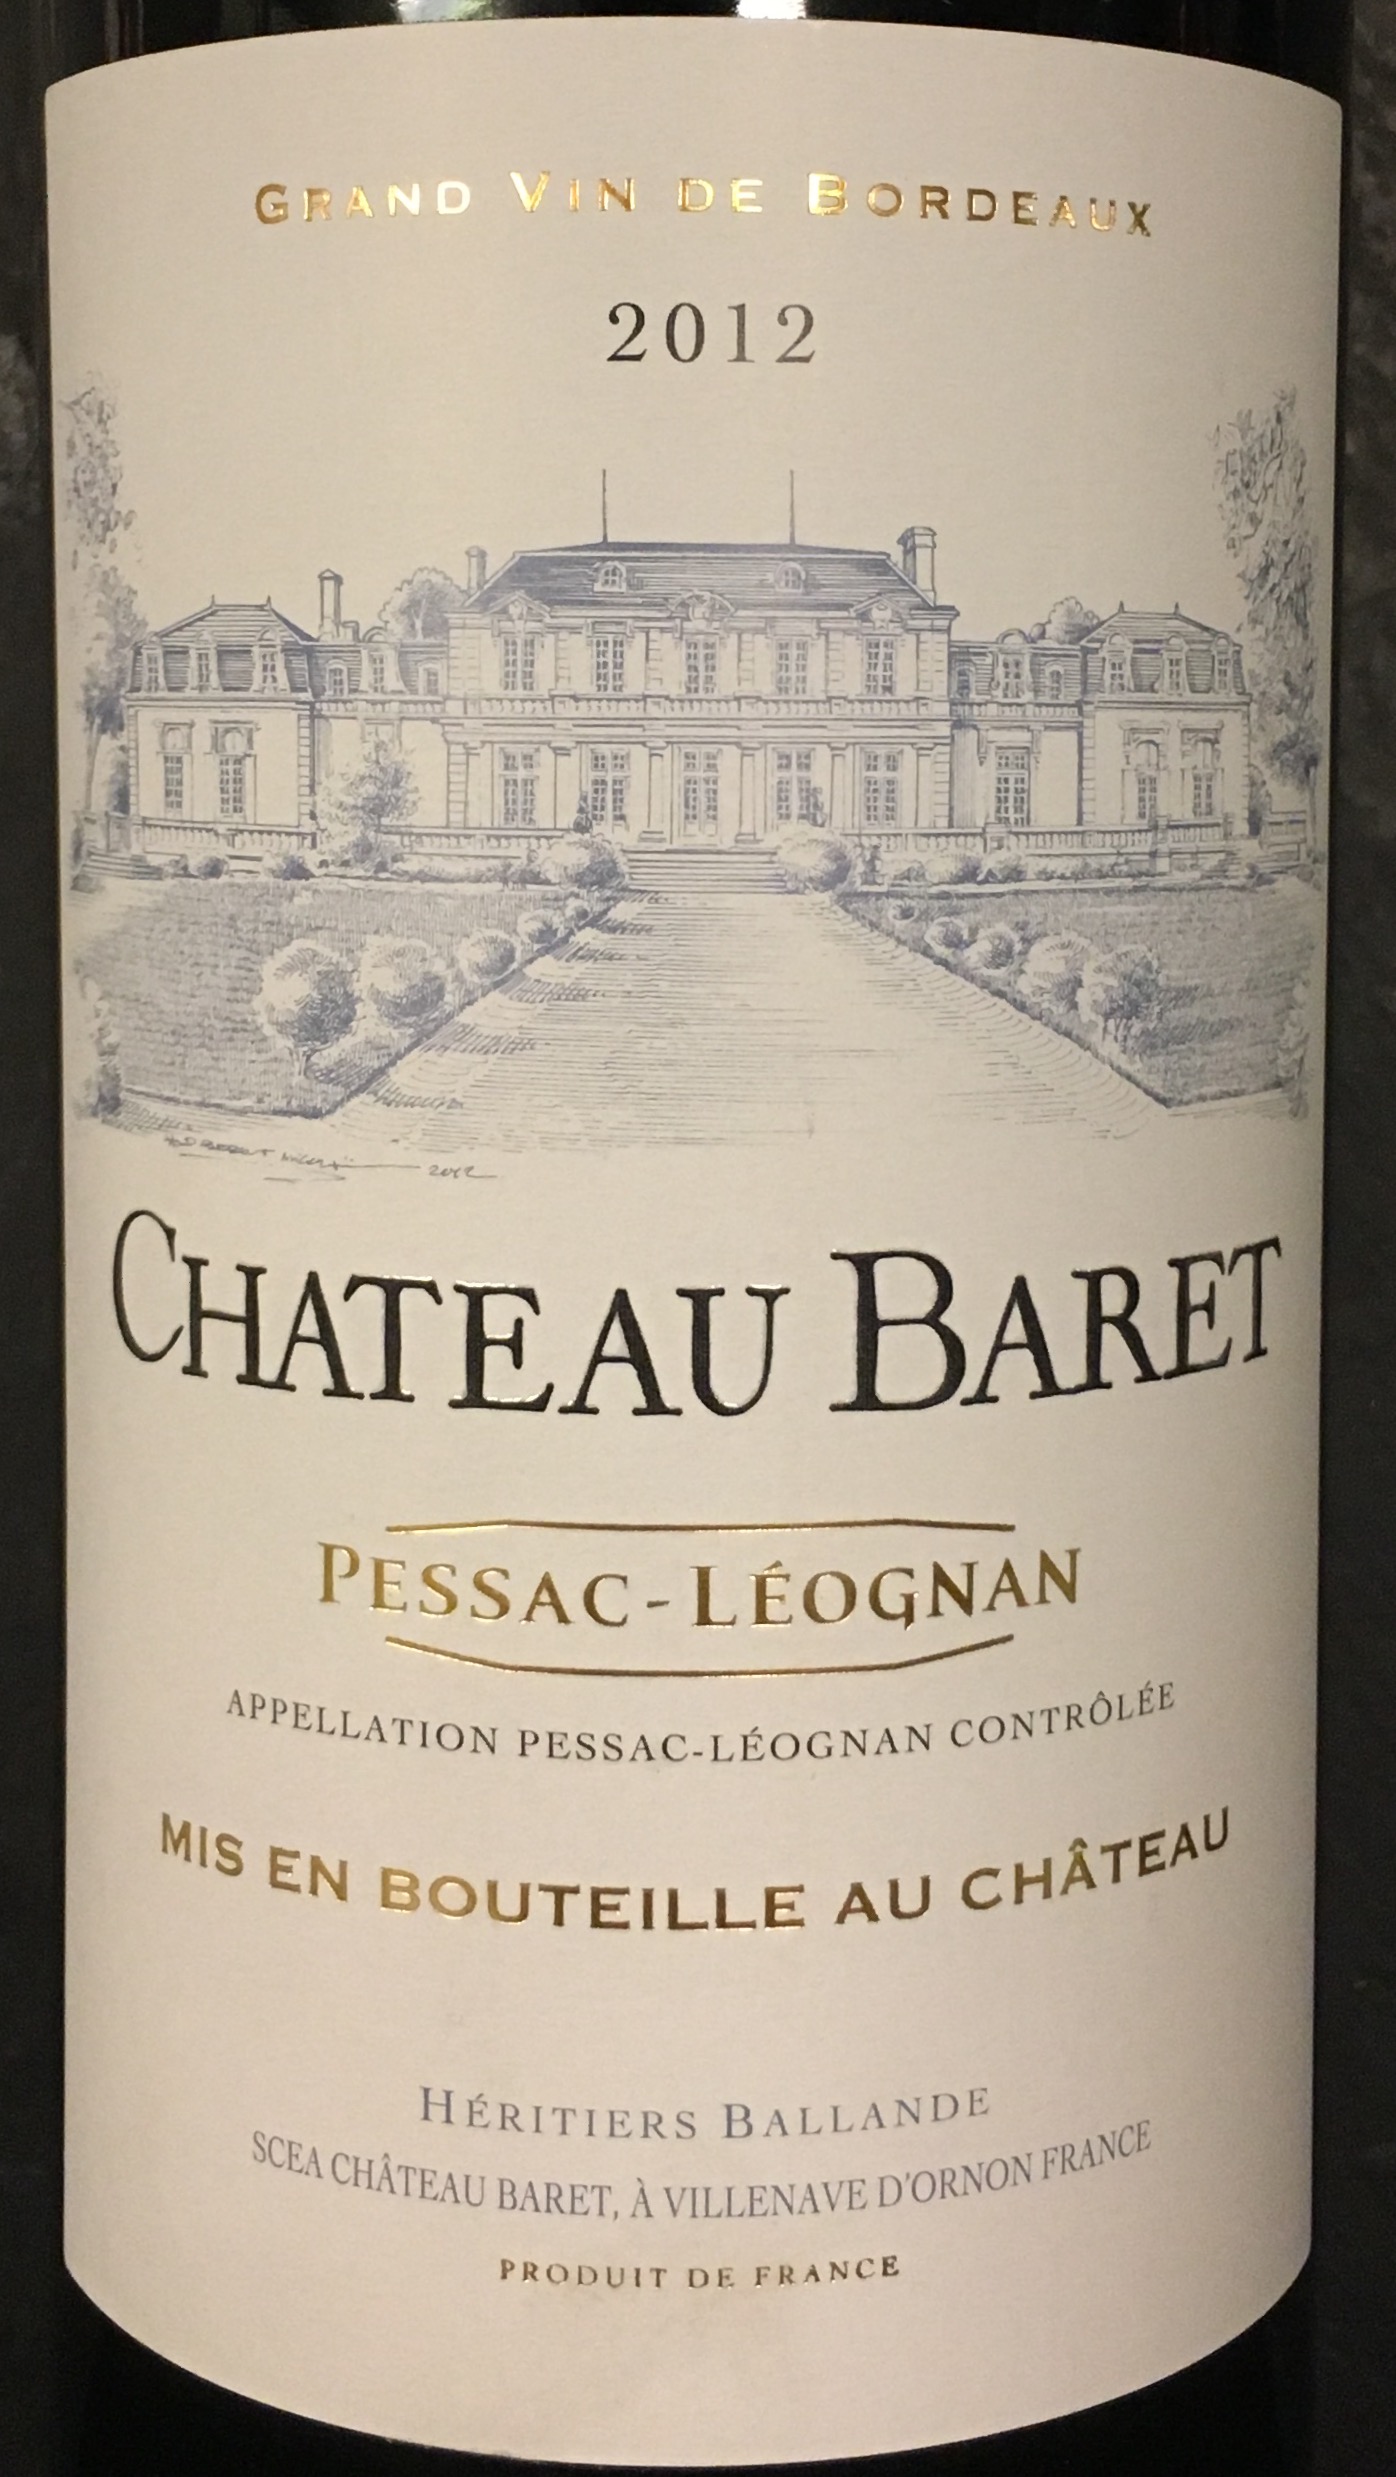 GRAND VIN DE BORDEAUX
2012
2012
CHATEAU BARET
PESSAC-LÉOGNAN
APPELLATION PESSAC-LÉOGNAN CONTRÔLÉE
MIS EN BOUTEILLE AU CHÂTEAU
HÉRITIERS BALLANDE
SCEA CHÂTEAU BARET, À VILLENAVE D'ORNON FRANCE
PRODUIT DE FRANCE